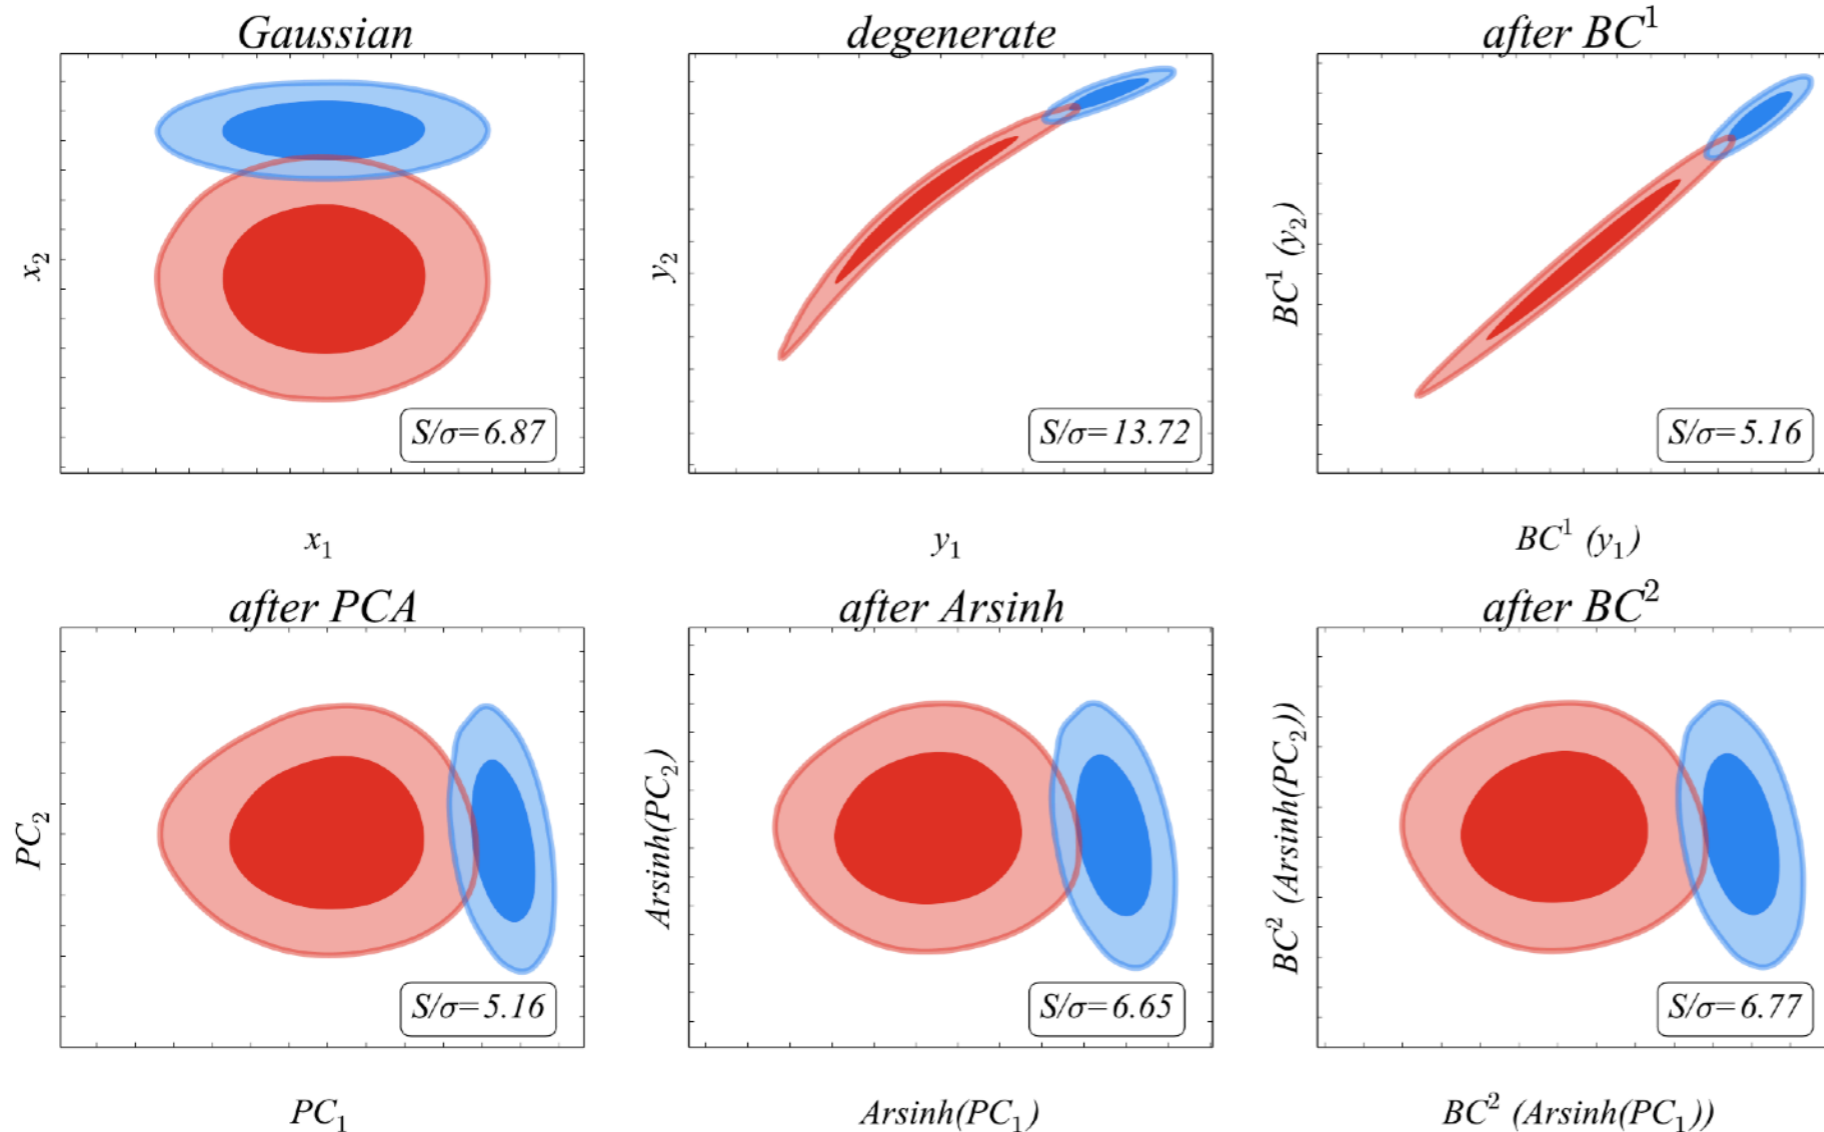 Gaussian
x₂
S/σ=6.87
x₁
degenerate
y₂
S/σ=13.72
y₁
after BC¹
BC¹ (y₂)
S/σ=5.16
BC¹ (y₁)
after PCA
PC₂
S/σ=5.16
PC₁
after Arsinh
Arsinh(PC₂)
S/σ=6.65
Arsinh(PC₁)
after BC²
BC² (Arsinh(PC₂))
S/σ=6.77
BC² (Arsinh(PC₁))